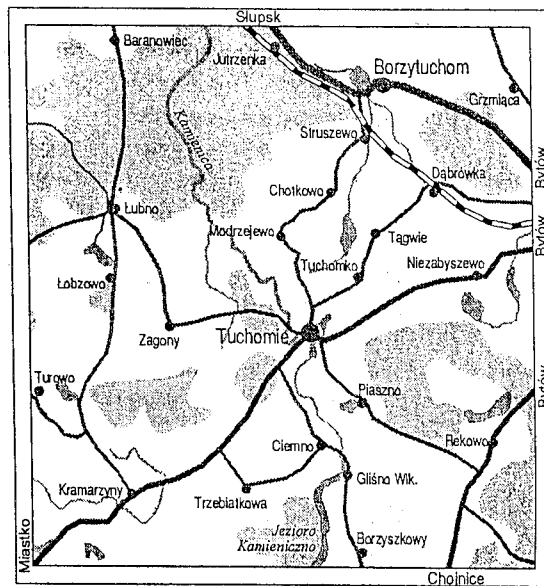 Słupsk
Baranowiec
Jutrzenka
Borzytuchom
Grzmiąca
Kamienica
Struszewo
Bytów
Dąbrówka
Chotkowo
Łubno
Modrzejewo
Tągwie
Bytów
Tuchomko
Niezabyszewo
Łobzowo
Zagony
Tuchomie
Turowo
Piaszno
Bytów
Ciemno
Rekowo
Kramarzyny
Trzebiatkowa
Gliśno Wlk.
Jezioro
Kamieniczno
Borzyszkowy
Miastko
Chojnice